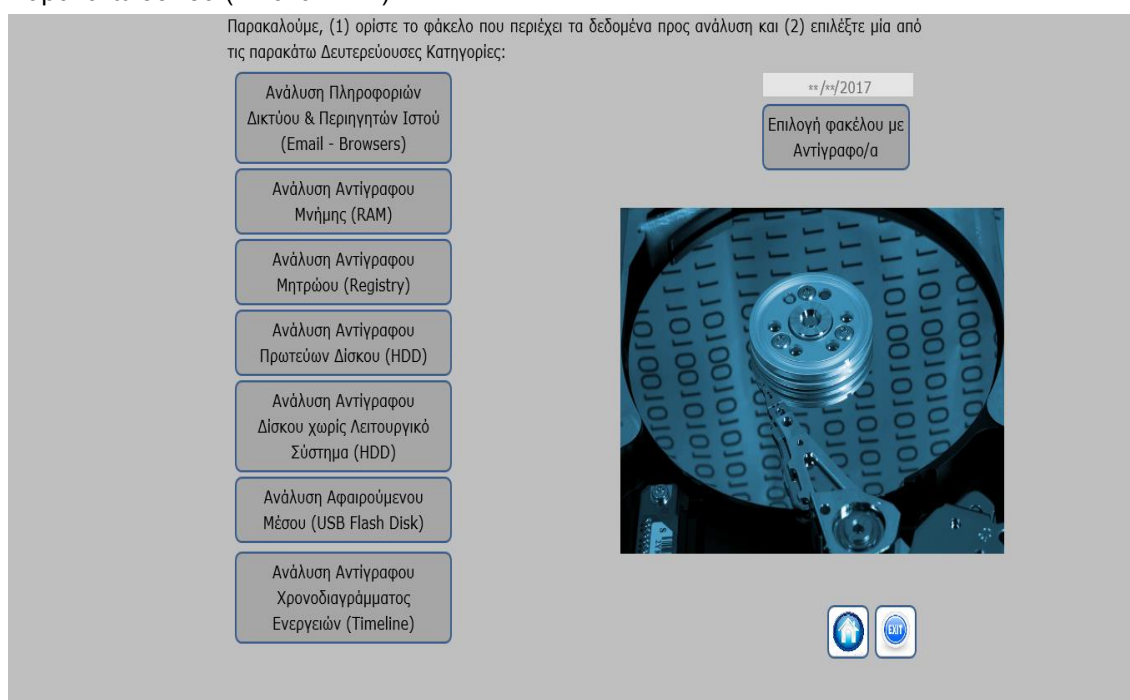 Παρακαλούμε, (1) ορίστε το φάκελο που περιέχει τα δεδομένα προς ανάλυση και (2) επιλέξτε μία από
τις παρακάτω Δευτερεύουσες Κατηγορίες:
Ανάλυση Πληροφοριών
Δικτύου & Περιηγητών Ιστού
(Email - Browsers)
Ανάλυση Αντίγραφου
Μνήμης (RAM)
Ανάλυση Αντίγραφου
Μητρώου (Registry)
Ανάλυση Αντίγραφου
Πρωτεύων Δίσκου (HDD)
Ανάλυση Αντίγραφου
Δίσκου χωρίς Λειτουργικό
Σύστημα (HDD)
Ανάλυση Αφαιρούμενου
Μέσου (USB Flash Disk)
Ανάλυση Αντίγραφου
Χρονοδιαγράμματος
Ενεργειών (Timeline)
**/**/2017
Επιλογή φακέλου με
Αντίγραφο/α
EXIT